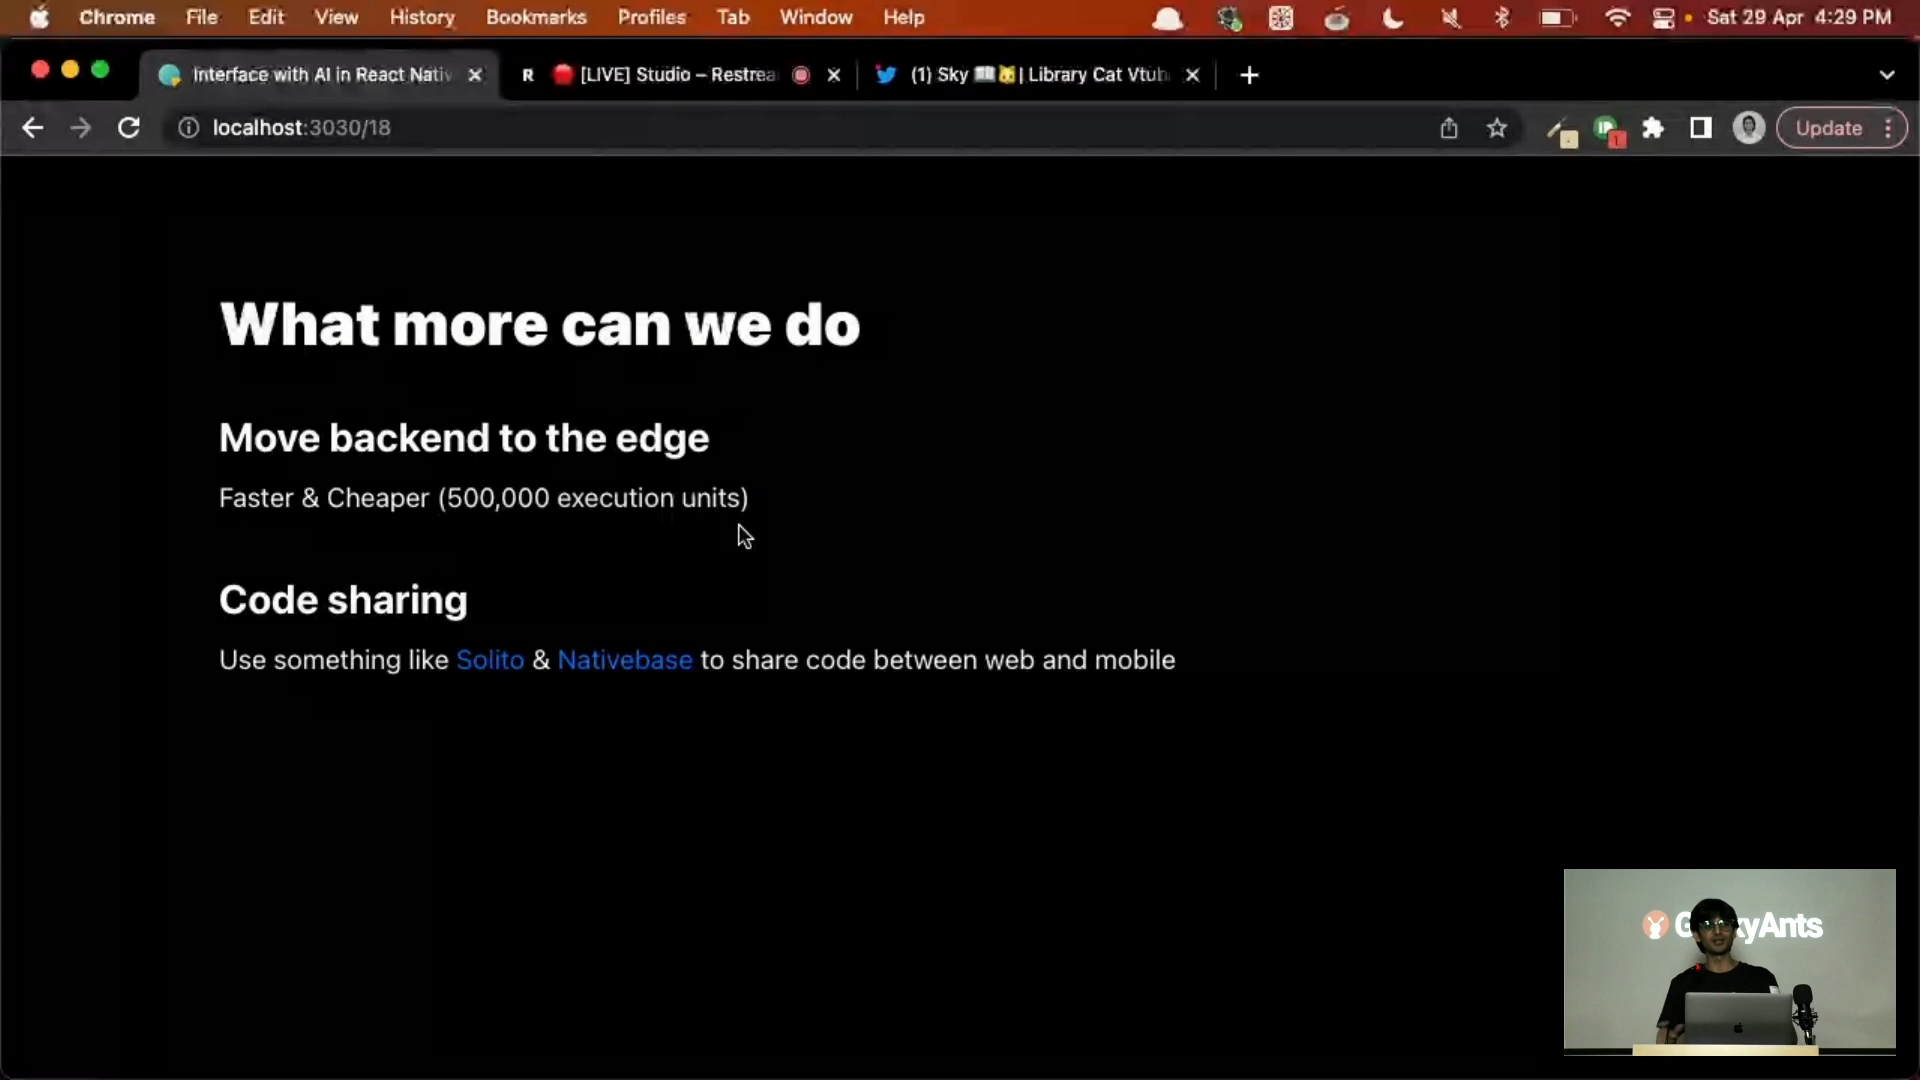 Chrome File Edit View History Bookmarks Profiles Tab Window Help Sat 29 Apr 4:29 PM
Interface with AI in React Nativ R [LIVE] Studio – Restrea (1) Sky | Library Cat Vtub
localhost:3030/18 Update
What more can we do
Move backend to the edge
Faster & Cheaper (500,000 execution units)
Code sharing
Use something like Solito & Nativebase to share code between web and mobile
G kyAnts